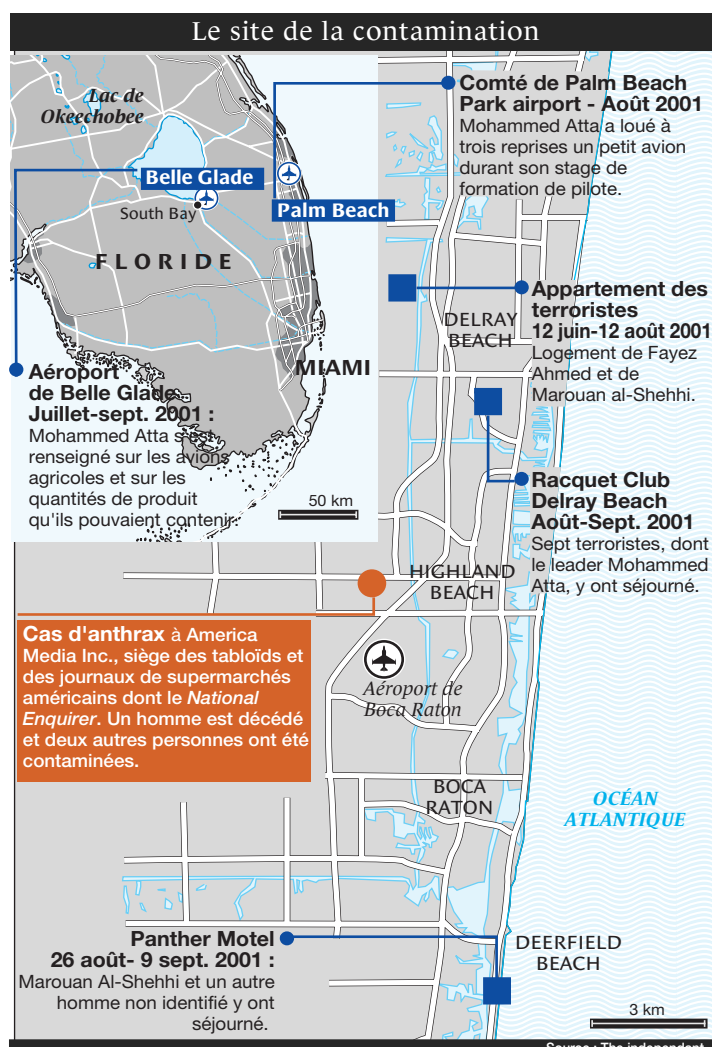 Le site de la contamination
Lac de
Okeechobee
Belle Glade
South Bay
Palm Beach
FLORIDE
MIAMI
Aéroport
de Belle Glade
Juillet-sept. 2001 :
Mohammed Atta s'est
renseigné sur les avions
agricoles et sur les
quantités de produit
qu'ils pouvaient contenir.
50 km
Comté de Palm Beach
Park airport - Août 2001
Mohammed Atta a loué à
trois reprises un petit avion
durant son stage de
formation de pilote.
Appartement des
terroristes
12 juin-12 août 2001
Logement de Fayez
Ahmed et de
Marouan al-Shehhi.
DELRAY
BEACH
Racquet Club
Delray Beach
Août-Sept. 2001
Sept terroristes, dont
le leader Mohammed
Atta, y ont séjourné.
HIGHLAND
BEACH
Cas d'anthrax à America
Media Inc., siège des tabloïds et
des journaux de supermarchés
américains dont le National
Enquirer. Un homme est décédé
et deux autres personnes ont été
contaminées.
Aéroport de
Boca Raton
BOCA
RATON
OCÉAN
ATLANTIQUE
Panther Motel
26 août- 9 sept. 2001 :
Marouan Al-Shehhi et un autre
homme non identifié y ont
séjourné.
DEERFIELD
BEACH
3 km
Source : The independant